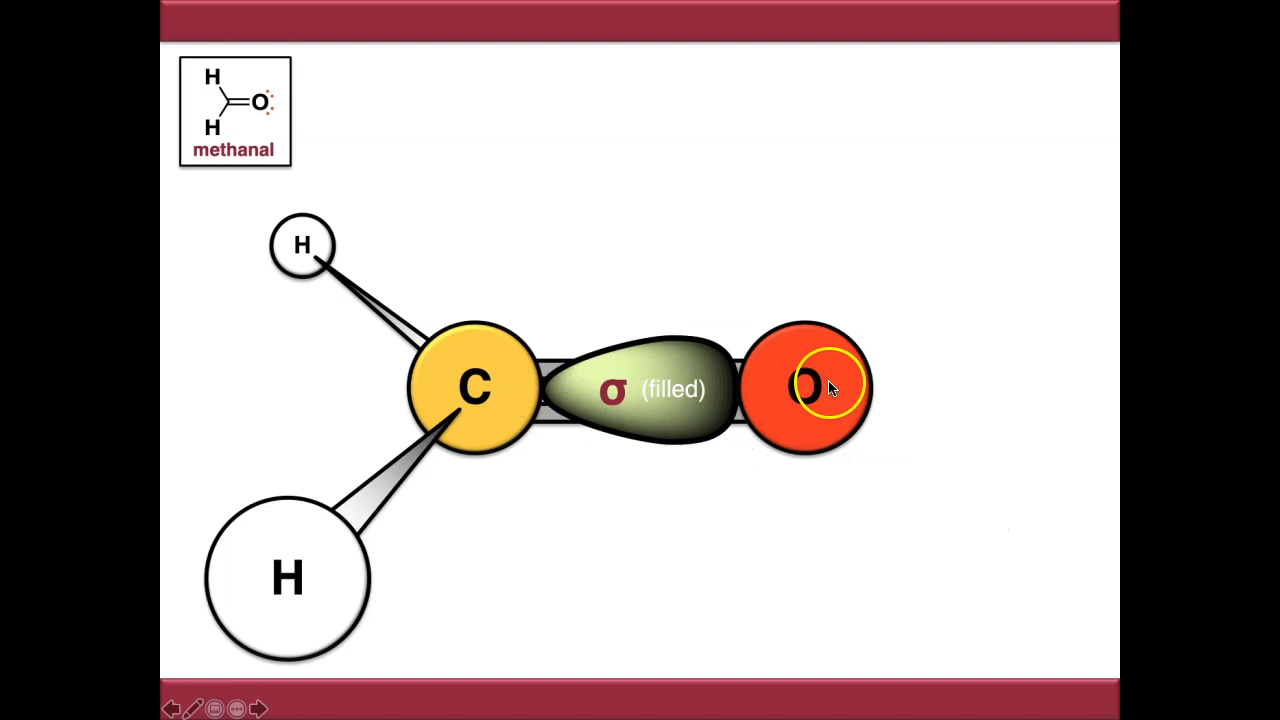 H
C=O
H
methanal
H
C
σ (filled)
O
H